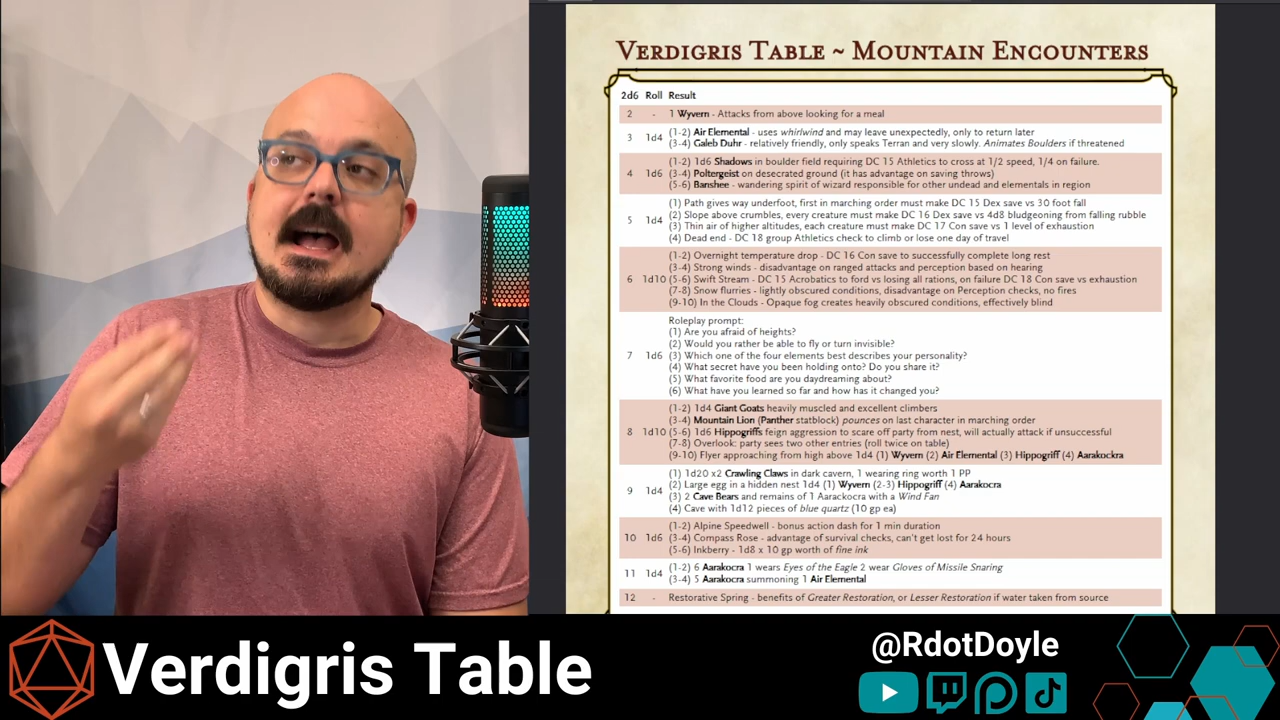 Verdigris Table ~ Mountain Encounters
2d6 Roll Result
2 - 1 Wyvern - Attacks from above looking for a meal
3 1d4 (1-2) Air Elemental - uses whirlwind and may leave unexpectedly, only to return later
(3-4) Galeb Duhr - relatively friendly, only speaks Terran and very slowly. Animates Boulders if threatened
4 1d6 (1-2) 1d6 Shadows in boulder field requiring DC 15 Athletics to cross at 1/2 speed, 1/4 on failure.
(3-4) Poltergeist on desecrated ground (it has advantage on saving throws)
(5-6) Banshee - wandering spirit of wizard responsible for other undead and elementals in region
5 1d4 (1) Path gives way underfoot, first in marching order must make DC 15 Dex save vs 30 foot fall
(2) Slope above crumbles, every creature must make DC 16 Dex save vs 4d8 bludgeoning from falling rubble
(3) Thin air of higher altitudes, each creature must make DC 17 Con save vs 1 level of exhaustion
(4) Dead end - DC 18 group Athletics check to climb or lose one day of travel
6 1d10 (1-2) Overnight temperature drop - DC 16 Con save to successfully complete long rest
(3-4) Strong winds - disadvantage on ranged attacks and perception based on hearing
(5-6) Swift Stream - DC 15 Acrobatics to ford vs losing all rations, on failure DC 18 Con save vs exhaustion
(7-8) Snow flurries - lightly obscured conditions, disadvantage on Perception checks, no fires
(9-10) In the Clouds - Opaque fog creates heavily obscured conditions, effectively blind
7 1d6 Roleplay prompt:
(1) Are you afraid of heights?
(2) Would you rather be able to fly or turn invisible?
(3) Which one of the four elements best describes your personality?
(4) What secret have you been holding onto? Do you share it?
(5) What favorite food are you daydreaming about?
(6) What have you learned so far and how has it changed you?
8 1d10 (1-2) 1d4 Giant Goats heavily muscled and excellent climbers
(3-4) Mountain Lion (Panther statblock) pounces on last character in marching order
(5-6) 1d6 Hippogriffs feign aggression to scare off party from nest, will actually attack if unsuccessful
(7-8) Overlook: party sees two other entries (roll twice on table)
(9-10) Flyer approaching from high above 1d4 (1) Wyvern (2) Air Elemental (3) Hippogriff (4) Aarakockra
9 1d4 (1) 1d20 x2 Crawling Claws in dark cavern, 1 wearing ring worth 1 PP
(2) Large egg in a hidden nest 1d4 (1) Wyvern (2-3) Hippogriff (4) Aarakocra
(3) 2 Cave Bears and remains of 1 Aarackocra with a Wind Fan
(4) Cave with 1d12 pieces of blue quartz (10 gp ea)
10 1d6 (1-2) Alpine Speedwell - bonus action dash for 1 min duration
(3-4) Compass Rose - advantage of survival checks, can't get lost for 24 hours
(5-6) Inkberry - 1d8 x 10 gp worth of fine ink
11 1d4 (1-2) 6 Aarakocra 1 wears Eyes of the Eagle 2 wear Gloves of Missile Snaring
(3-4) 5 Aarakocra summoning 1 Air Elemental
12 - Restorative Spring - benefits of Greater Restoration, or Lesser Restoration if water taken from source
Verdigris Table
@RdotDoyle